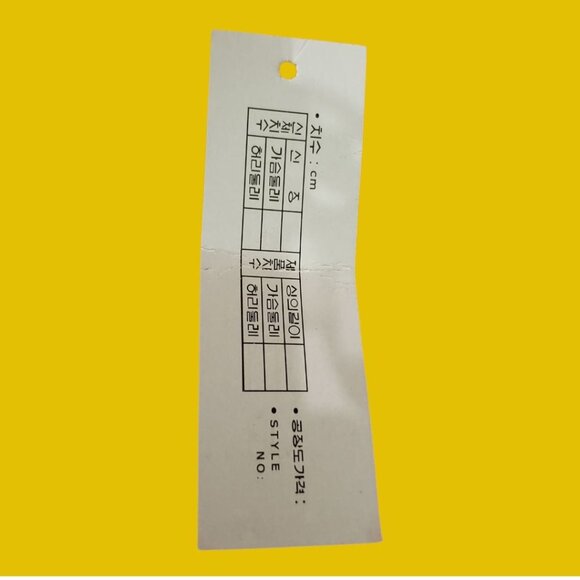 • 치수 : cm
신체치수
신 장
가슴둘레
허리둘레
제품치수
상의길이
가슴둘레
허리둘레
• 공장도가격 :
• STYLE
NO: